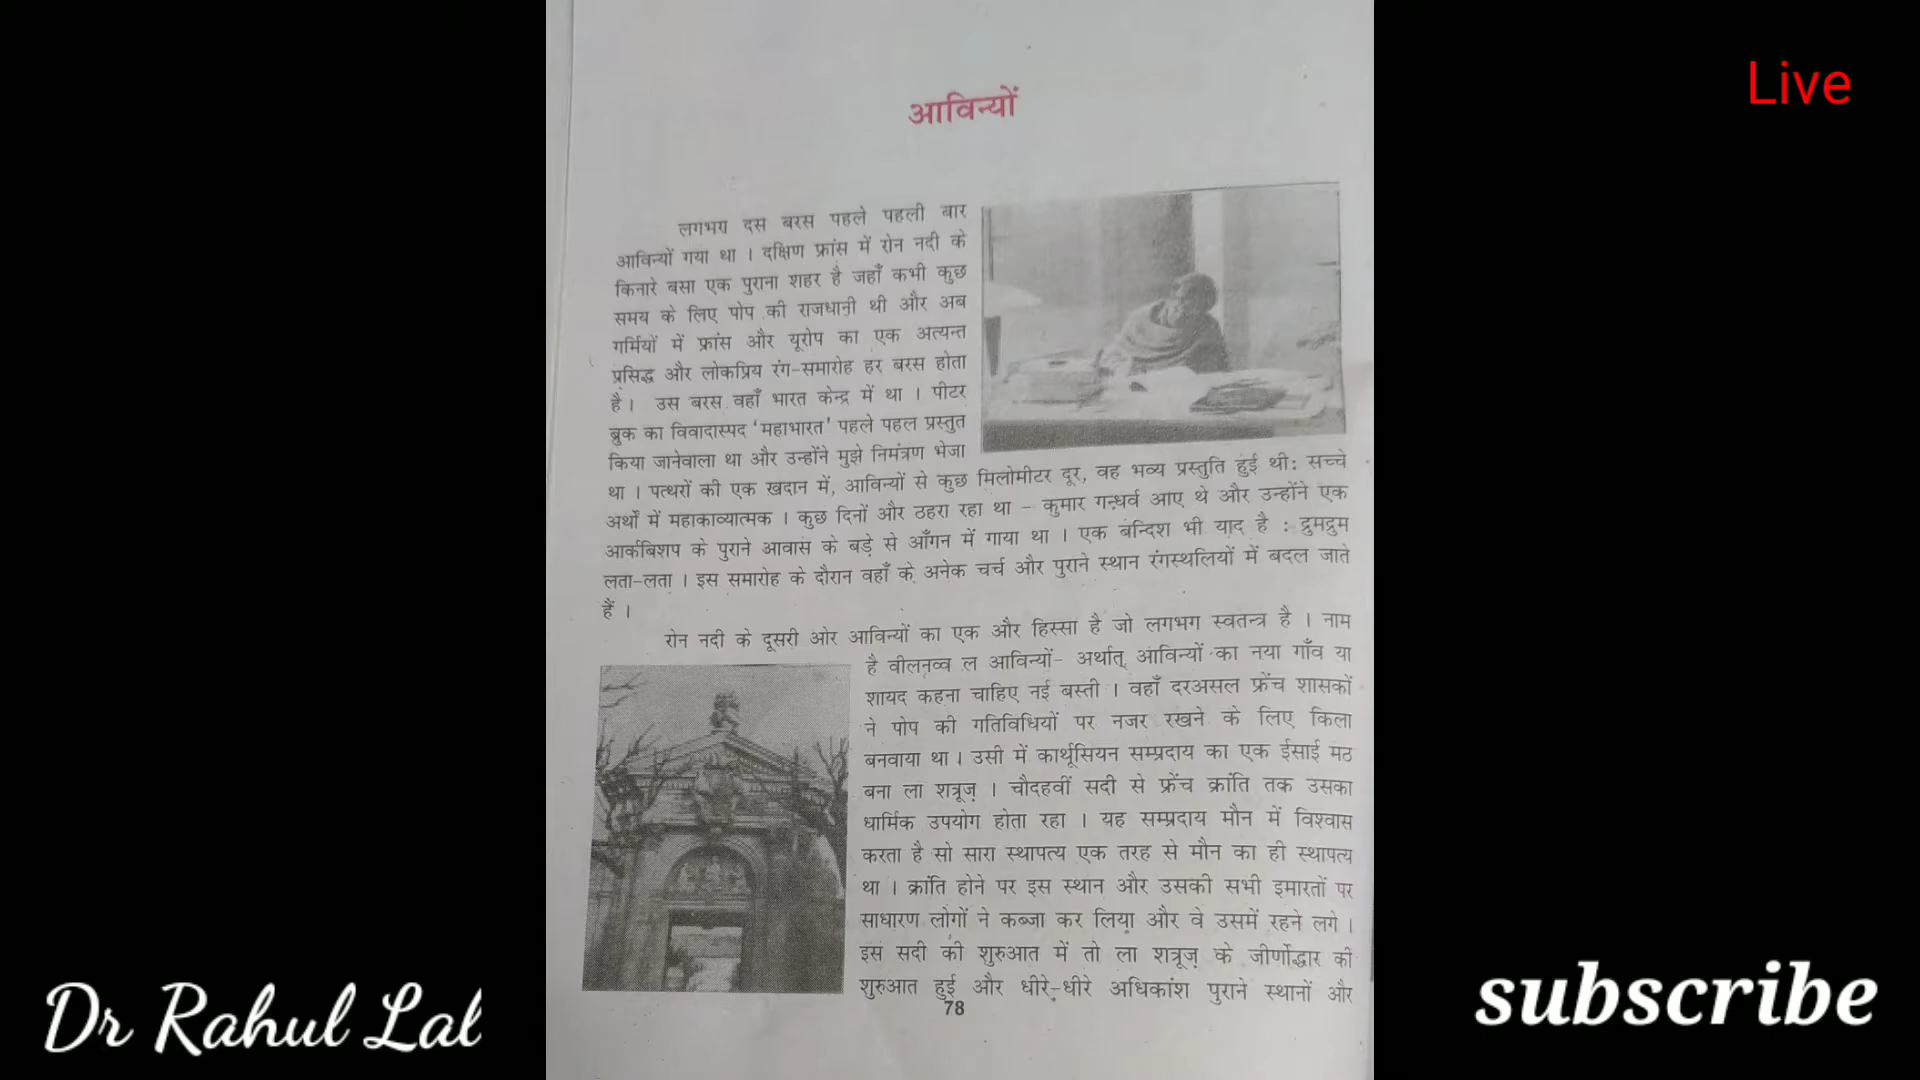 Live
आविन्यों
लगभग दस बरस पहले पहली बार
आविन्यों गया था । दक्षिण फ्रांस में रोन नदी के
किनारे बसा एक पुराना शहर है जहाँ कभी कुछ
समय के लिए पोप की राजधानी थी और अब
गर्मियों में फ्रांस और यूरोप का एक अत्यन्त
प्रसिद्ध और लोकप्रिय रंग-समारोह हर बरस होता
है । उस बरस वहाँ भारत केन्द्र में था । पीटर
ब्रुक का विवादास्पद 'महाभारत' पहले पहल प्रस्तुत
किया जानेवाला था और उन्होंने मुझे निमंत्रण भेजा
था । पत्थरों की एक खदान में, आविन्यों से कुछ मिलोमीटर दूर, वह भव्य प्रस्तुति हुई थी: सच्चे
अर्थों में महाकाव्यात्मक । कुछ दिनों और ठहरा रहा था - कुमार गन्धर्व आए थे और उन्होंने एक
आर्कबिशप के पुराने आवास के बड़े से आँगन में गाया था । एक बन्दिश भी याद है : द्रुमद्रुम
लता-लता । इस समारोह के दौरान वहाँ के अनेक चर्च और पुराने स्थान रंगस्थलियों में बदल जाते
हैं ।
रोन नदी के दूसरी ओर आविन्यों का एक और हिस्सा है जो लगभग स्वतन्त्र है । नाम
है वीलनव्व ल आविन्यों- अर्थात् आविन्यों का नया गाँव या
शायद कहना चाहिए नई बस्ती । वहाँ दरअसल फ्रेंच शासकों
ने पोप की गतिविधियों पर नजर रखने के लिए किला
बनवाया था । उसी में कार्थूसियन सम्प्रदाय का एक ईसाई मठ
बना ला शत्रूज़ । चौदहवीं सदी से फ्रेंच क्रांति तक उसका
धार्मिक उपयोग होता रहा । यह सम्प्रदाय मौन में विश्वास
करता है सो सारा स्थापत्य एक तरह से मौन का ही स्थापत्य
था । क्रांति होने पर इस स्थान और उसकी सभी इमारतों पर
साधारण लोगों ने कब्जा कर लिया और वे उसमें रहने लगे ।
इस सदी की शुरुआत में तो ला शत्रूज़ के जीर्णोद्धार की
शुरुआत हुई और धीरे-धीरे अधिकांश पुराने स्थानों और
78
Dr Rahul Lal
subscribe